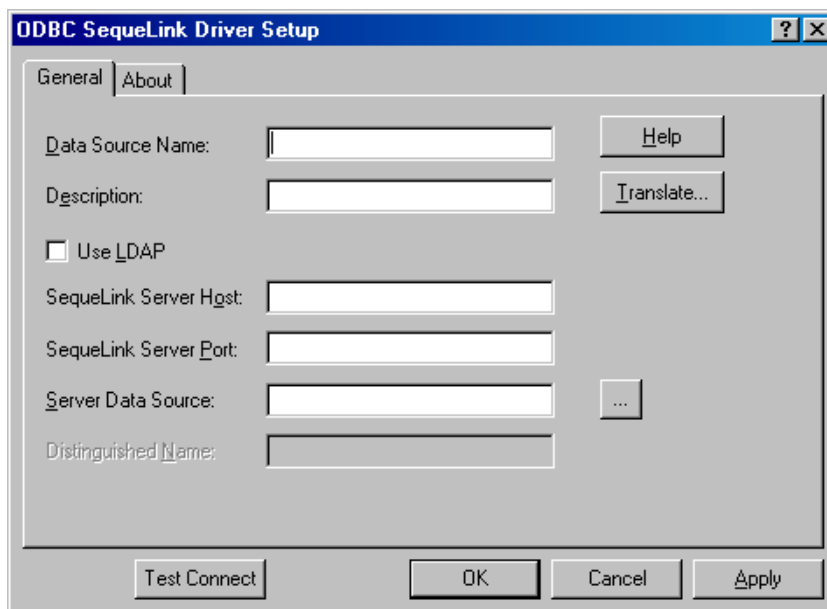 ODBC SequeLink Driver Setup
? X
General About
Data Source Name:
Help
Description:
Translate...
Use LDAP
SequeLink Server Host:
SequeLink Server Port:
Server Data Source:
...
Distinguished Name:
Test Connect OK Cancel Apply